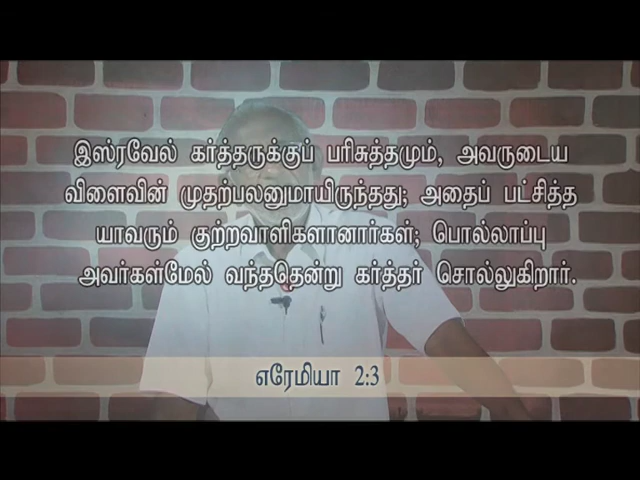 இஸ்ரவேல் கர்த்தருக்குப் பரிசுத்தமும், அவருடைய
விளைவின் முதற்பலனுமாயிருந்தது; அதைப் பட்சித்த
யாவரும் குற்றவாளிகளானார்கள்; பொல்லாப்பு
அவர்கள்மேல் வந்ததென்று கர்த்தர் சொல்லுகிறார்.
எரேமியா 2:3